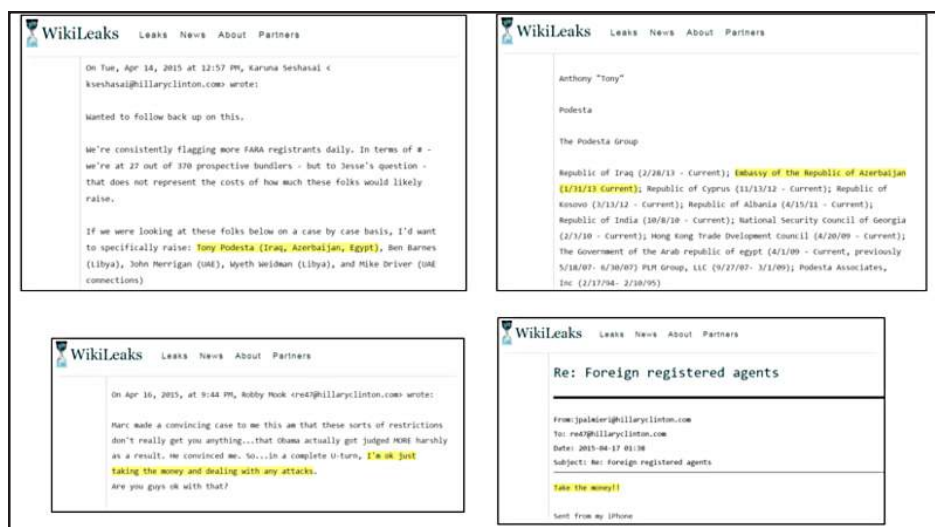 WikiLeaks Leaks News About Partners
On Tue, Apr 14, 2015 at 12:57 PM, Karuna Seshasai <
kseshasai@hillaryclinton.com> wrote:
Wanted to follow back up on this.
We're consistently flagging more FARA registrants daily. In terms of # -
we're at 27 out of 370 prospective bundlers - but to Jesse's question -
that does not represent the costs of how much these folks would likely
raise.
If we were looking at these folks below on a case by case basis, I'd want
to specifically raise: Tony Podesta (Iraq, Azerbaijan, Egypt), Ben Barnes
(Libya), John Merrigan (UAE), Wyeth Weidman (Libya), and Mike Driver (UAE
connections)
WikiLeaks Leaks News About Partners
Anthony "Tony"
Podesta
The Podesta Group
Republic of Iraq (2/28/13 - Current); Embassy of the Republic of Azerbaijan
(1/31/13 Current); Republic of Cyprus (11/13/12 - Current); Republic of
Kosovo (3/13/12 - Current); Republic of Albania (4/15/11 - Current);
Republic of India (10/8/10 - Current); National Security Council of Georgia
(2/3/10 - Current); Hong Kong Trade Dvelopment Council (4/20/09 - Current);
The Government of the Arab republic of egypt (4/1/09 - Current, previously
5/18/07- 6/30/07) PLM Group, LLC (9/27/07- 3/1/09); Podesta Associates,
Inc (2/17/94- 2/10/95)
WikiLeaks Leaks News About Partners
On Apr 16, 2015, at 9:44 PM, Robby Mook <re47@hillaryclinton.com> wrote:
Marc made a convincing case to me this am that these sorts of restrictions
don't really get you anything...that Obama actually got judged MORE harshly
as a result. He convinced me. So...in a complete U-turn, I'm ok just
taking the money and dealing with any attacks.
Are you guys ok with that?
WikiLeaks Leaks News About Partners
Re: Foreign registered agents
From:jpalmieri@hillaryclinton.com
To: re47@hillaryclinton.com
Date: 2015-04-17 01:38
Subject: Re: Foreign registered agents
Take the money!!
Sent from my iPhone